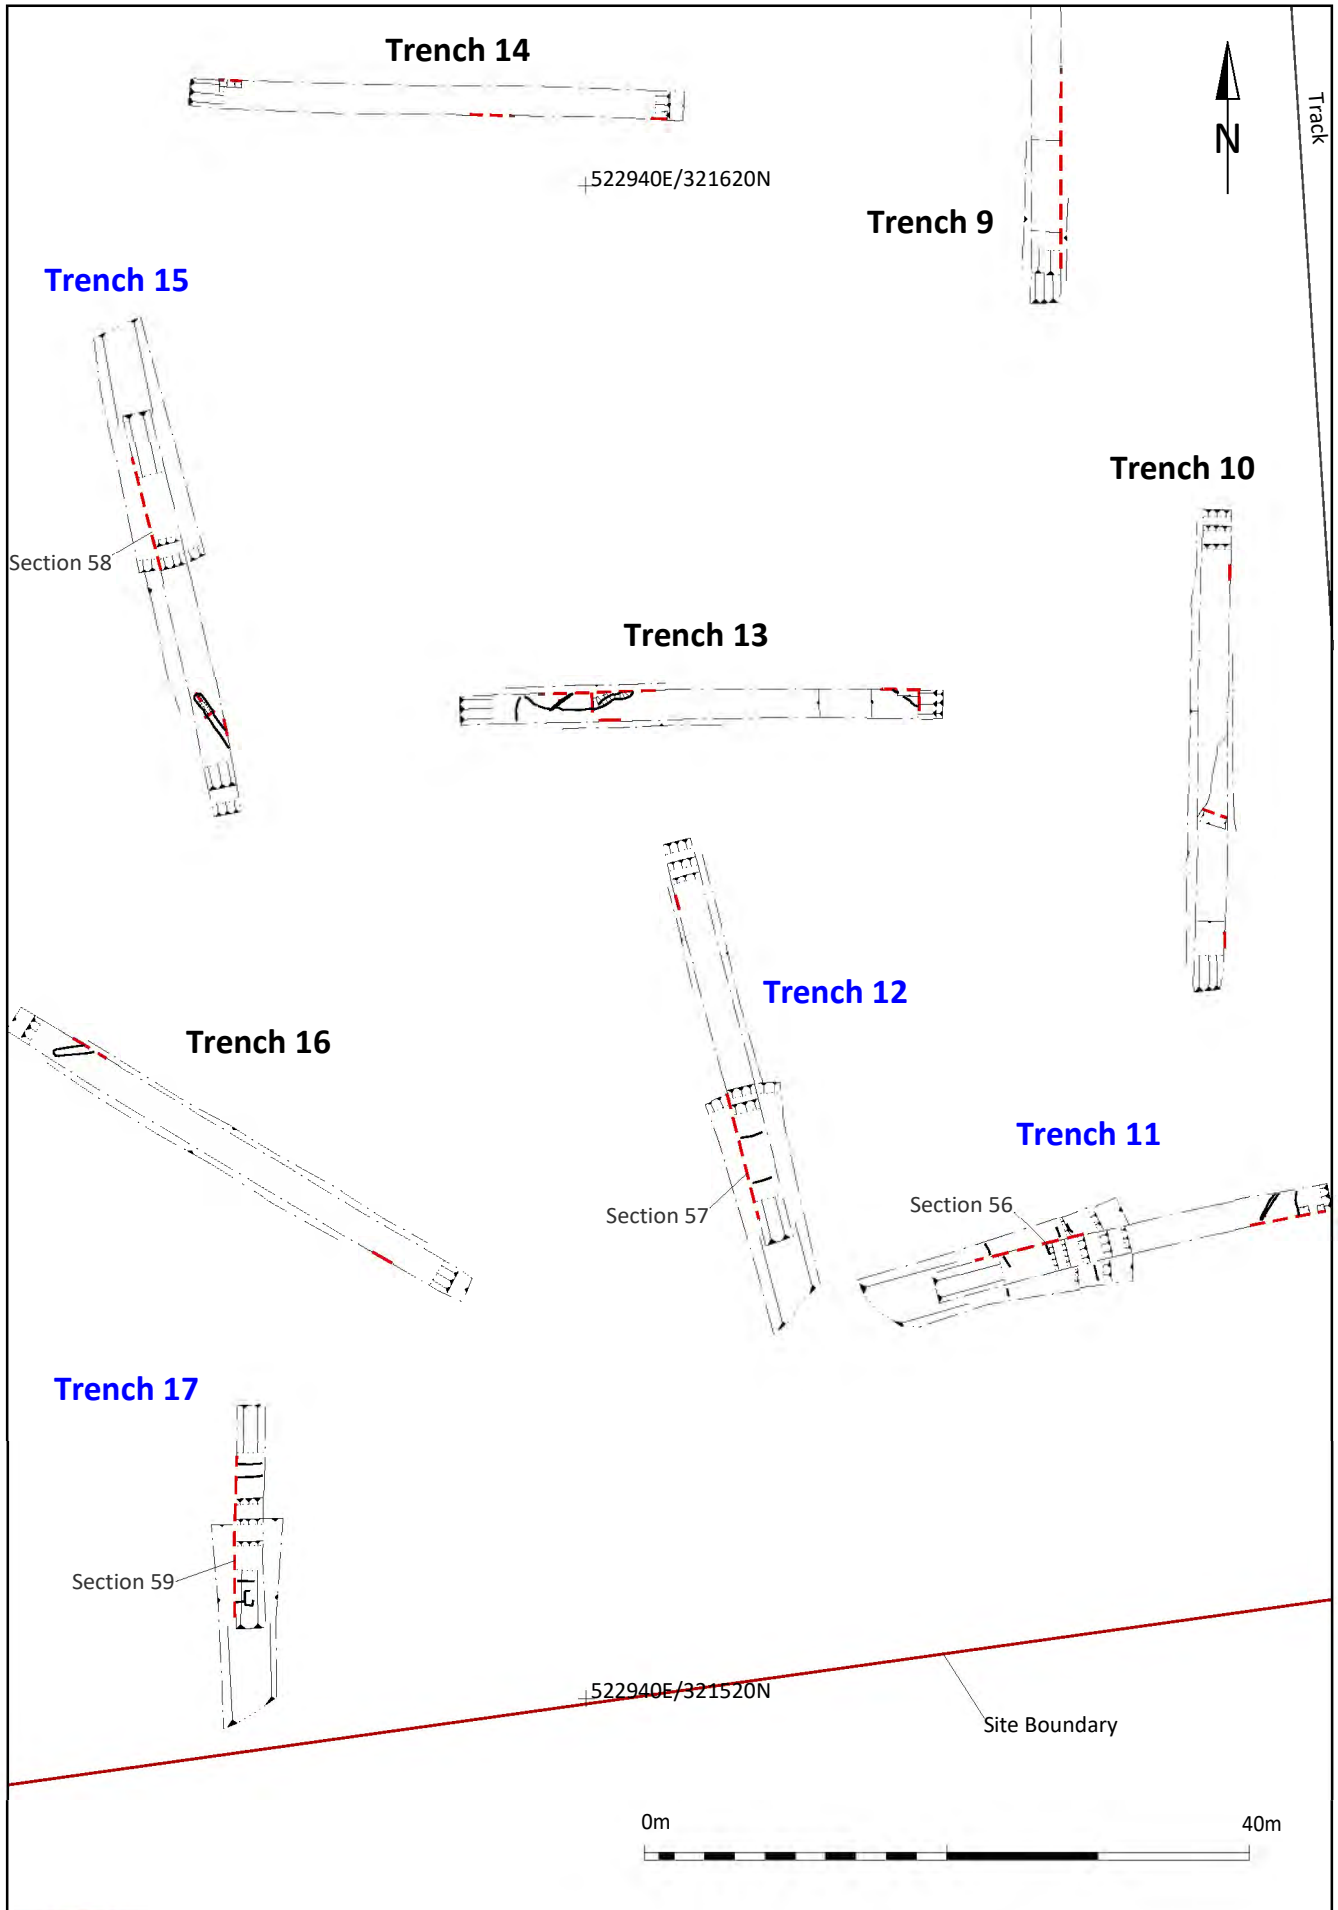 Trench 14
Track
N
522940E/321620N
Trench 9
Trench 15
Trench 10
Section 58
Trench 13
Trench 12
Trench 16
Trench 11
Section 56
Section 57
Trench 17
Section 59
522940E/321520N
Site Boundary
0m
40m